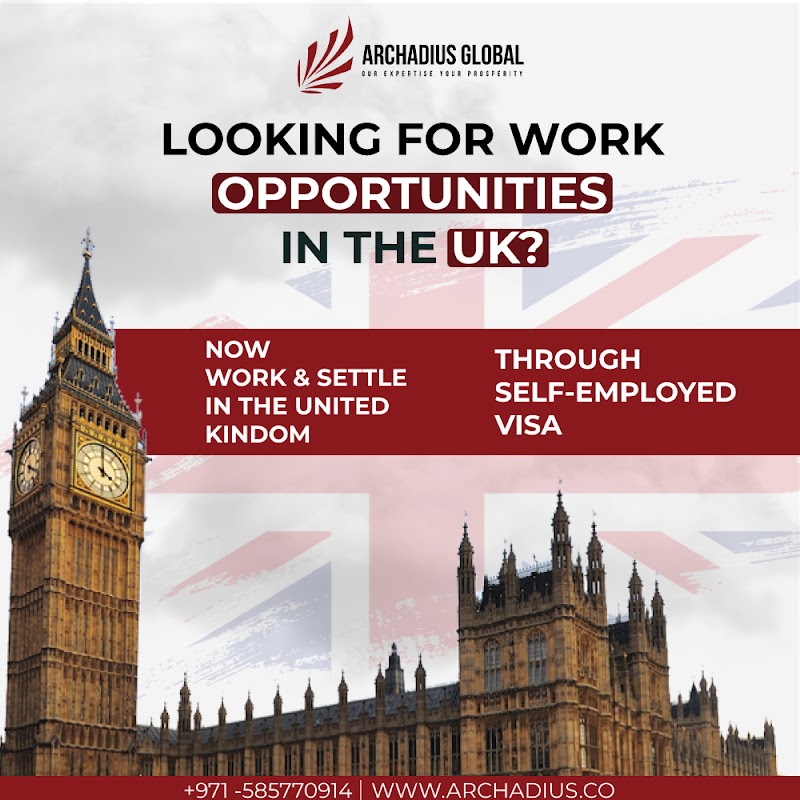 ARCHADIUS GLOBAL
OUR EXPERTISE YOUR PROSPERITY
LOOKING FOR WORK
OPPORTUNITIES
IN THE UK?
NOW
WORK & SETTLE
IN THE UNITED
KINDOM
THROUGH
SELF-EMPLOYED
VISA
+971 -585770914 | WWW.ARCHADIUS.CO